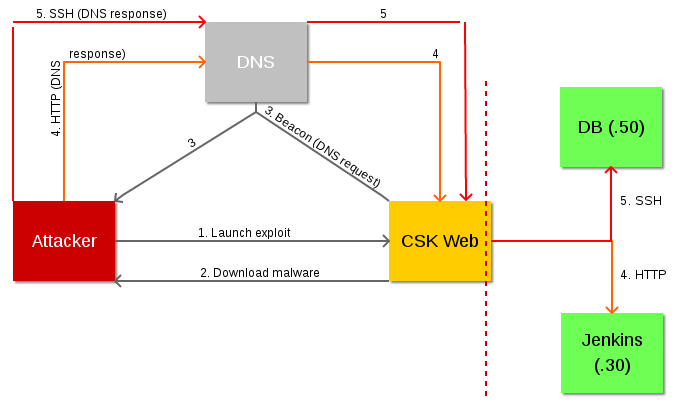 5. SSH (DNS response)
5
DNS
response)
4
4. HTTP (DNS
3
3. Beacon (DNS request)
DB (.50)
5. SSH
Attacker
1. Launch exploit
CSK Web
2. Download malware
4. HTTP
Jenkins
(.30)